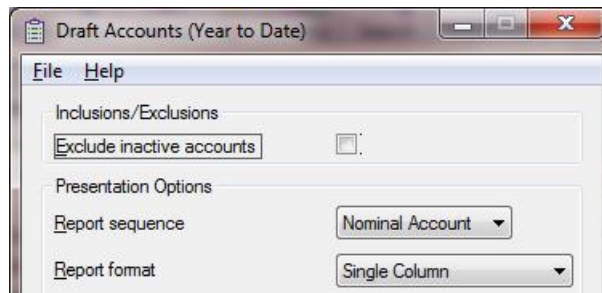 Draft Accounts (Year to Date)
File Help
Inclusions/Exclusions
Exclude inactive accounts
Presentation Options
Report sequence Nominal Account
Report format Single Column